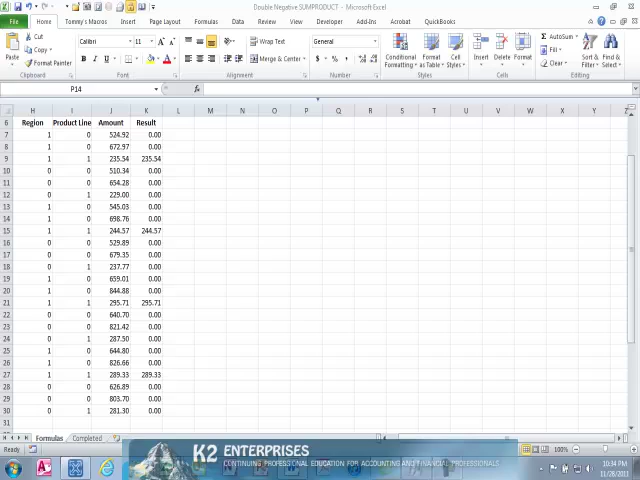 Double Negative SUMPRODUCT - Microsoft Excel
File Home Tommy's Macros Insert Page Layout Formulas Data Review View Developer Add-Ins Acrobat QuickBooks
Cut Calibri 11 Wrap Text General AutoSum
Paste Copy Conditional Formatting Format as Table Cell Styles Insert Delete Format Fill Sort & Filter Find & Select
Format Painter B I U Merge & Center $ % , Clear
Clipboard Font Alignment Number Styles Cells Editing
P14 fx
H I J K L M N O P Q R S T U V W X Y Z
6 Region Product Line Amount Result
7 1 0 524.92 0.00
8 1 0 672.97 0.00
9 1 1 235.54 235.54
10 0 0 510.34 0.00
11 0 0 654.28 0.00
12 0 1 229.00 0.00
13 1 0 545.03 0.00
14 1 0 698.76 0.00
15 1 1 244.57 244.57
16 0 0 529.89 0.00
17 0 0 679.35 0.00
18 0 1 237.77 0.00
19 1 0 659.01 0.00
20 1 0 844.88 0.00
21 1 1 295.71 295.71
22 0 0 640.70 0.00
23 0 0 821.42 0.00
24 0 1 287.50 0.00
25 1 0 644.80 0.00
26 1 0 826.66 0.00
27 1 1 289.33 289.33
28 0 0 626.89 0.00
29 0 0 803.70 0.00
30 0 1 281.30 0.00
31
Formulas Completed
Ready 100%
K2 ENTERPRISES
CONTINUING PROFESSIONAL EDUCATION FOR ACCOUNTING AND FINANCIAL PROFESSIONALS
10:34 PM
11/28/2011